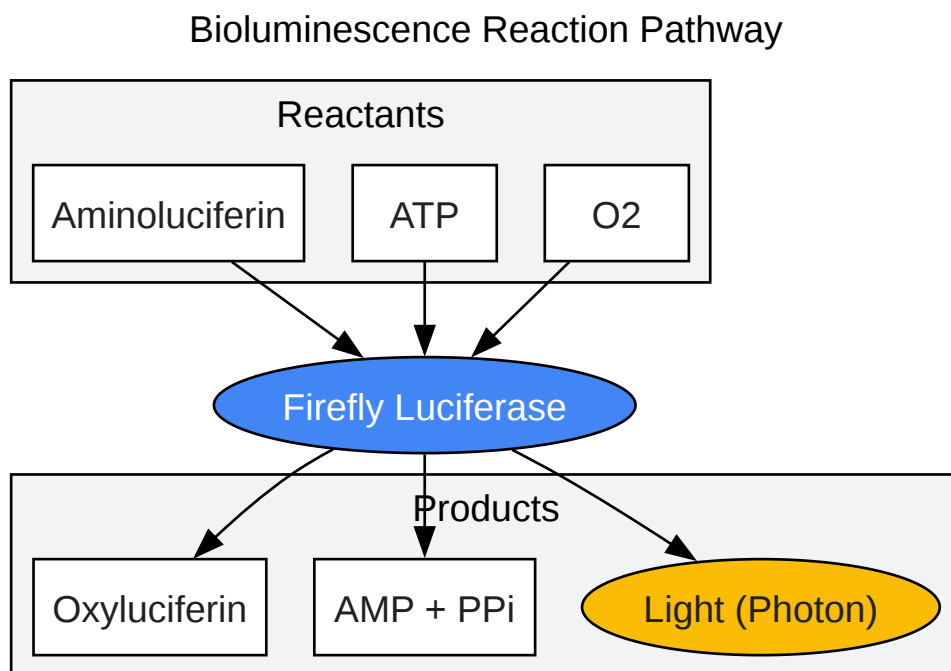 Bioluminescence Reaction Pathway
Reactants
Aminoluciferin
ATP
O2
Firefly Luciferase
Products
Oxyluciferin
AMP + PPi
Light (Photon)